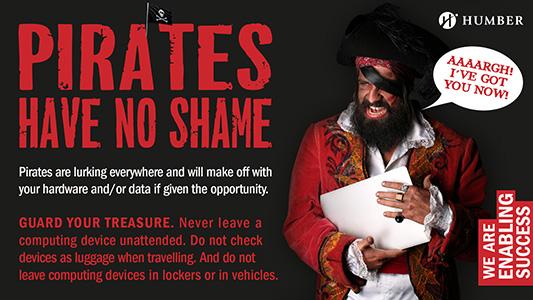 PIRATES
HAVE NO SHAME
Pirates are lurking everywhere and will make off with
your hardware and/or data if given the opportunity.
GUARD YOUR TREASURE. Never leave a
computing device unattended. Do not check
devices as luggage when travelling. And do not
leave computing devices in lockers or in vehicles.
HUMBER
AAAARGH!
I'VE GOT
YOU NOW!
WE ARE
ENABLING
SUCCESS